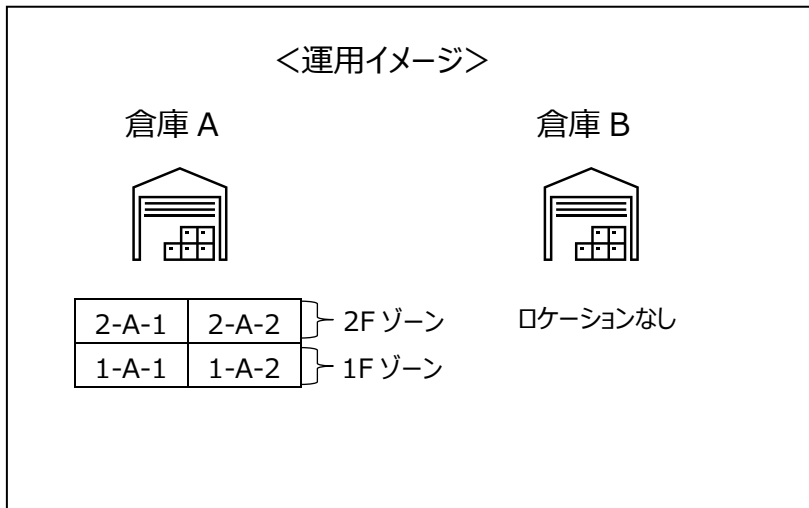 <運用イメージ>
倉庫 A
倉庫 B
2-A-1 2-A-2 2F ゾーン
1-A-1 1-A-2 1F ゾーン
ロケーションなし